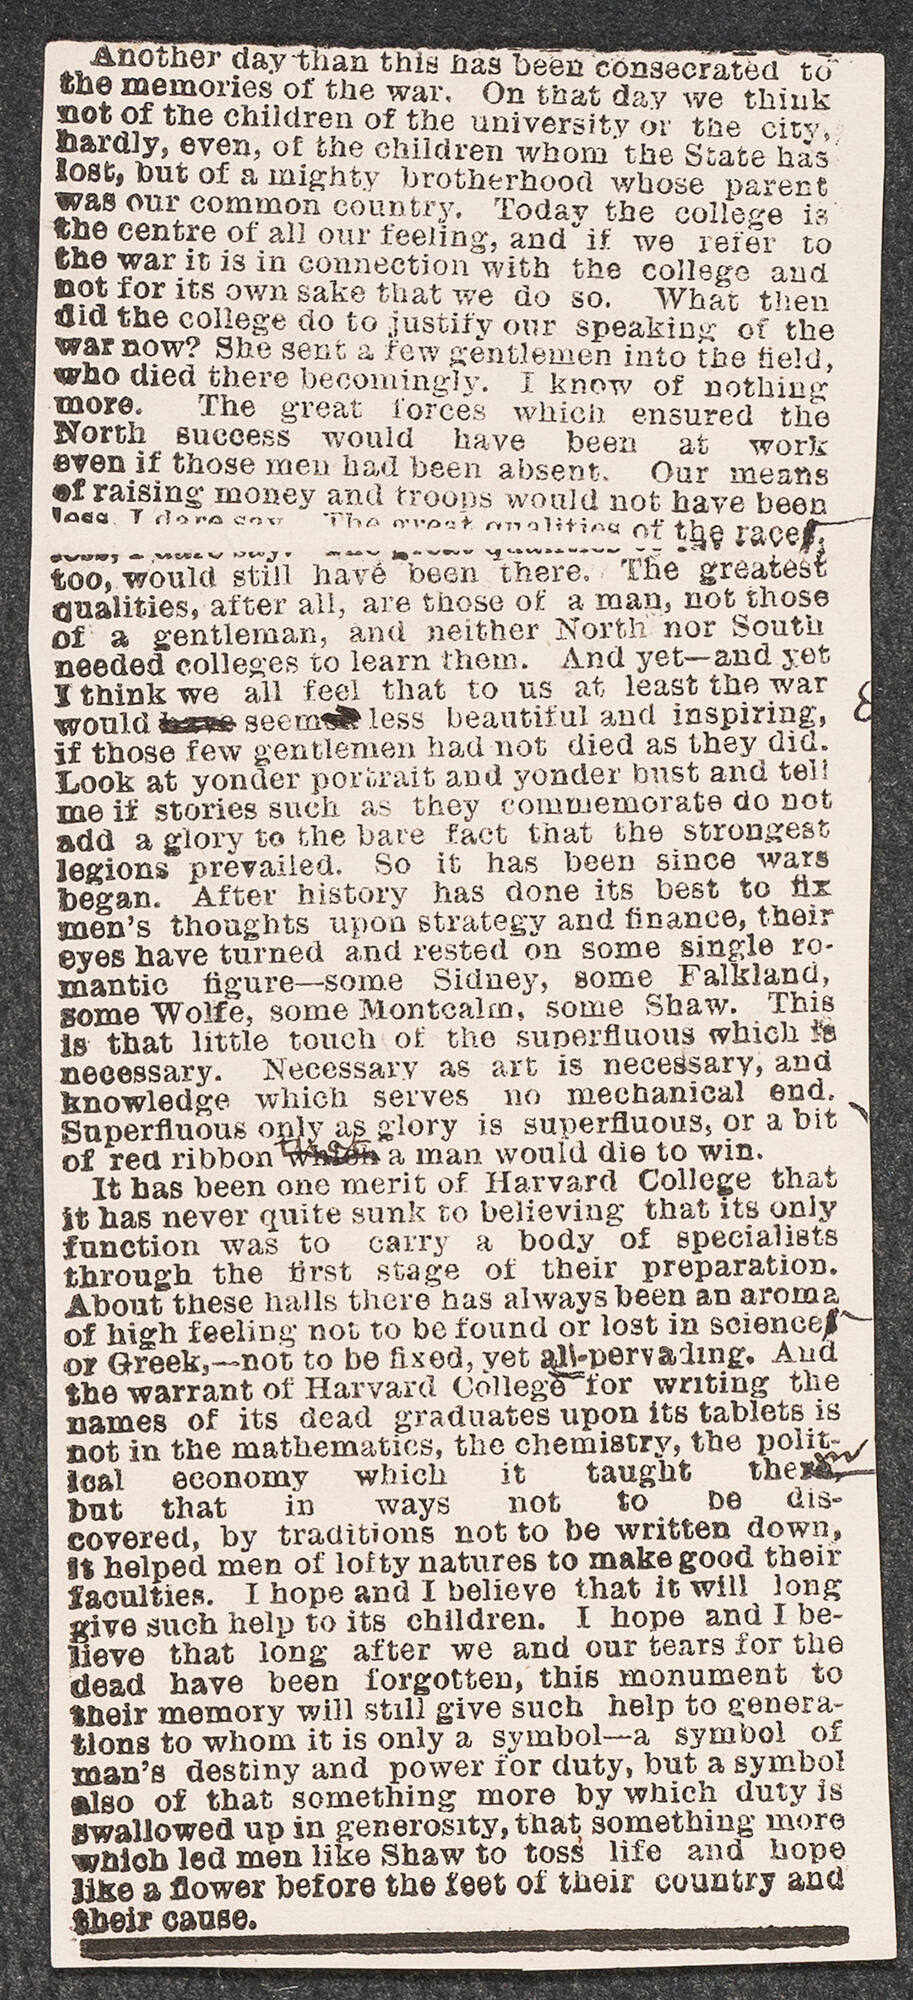 Another day than this has been consecrated to
the memories of the war. On that day we think
not of the children of the university or the city,
hardly, even, of the children whom the State has
lost, but of a mighty brotherhood whose parent
was our common country. Today the college is
the centre of all our feeling, and if we refer to
the war it is in connection with the college and
not for its own sake that we do so. What then
did the college do to justify our speaking of the
war now? She sent a few gentlemen into the field,
who died there becomingly. I know of nothing
more. The great forces which ensured the
North success would have been at work
even if those men had been absent. Our means
of raising money and troops would not have been
less, I dare say. The great qualities of the race,
too, would still have been there. The greatest
qualities, after all, are those of a man, not those
of a gentleman, and neither North nor South
needed colleges to learn them. And yet—and yet
I think we all feel that to us at least the war
would have seem less beautiful and inspiring,
if those few gentlemen had not died as they did.
Look at yonder portrait and yonder bust and tell
me if stories such as they commemorate do not
add a glory to the bare fact that the strongest
legions prevailed. So it has been since wars
began. After history has done its best to fix
men's thoughts upon strategy and finance, their
eyes have turned and rested on some single ro-
mantic figure—some Sidney, some Falkland,
some Wolfe, some Montcalm, some Shaw. This
is that little touch of the superfluous which is
necessary. Necessary as art is necessary, and
knowledge which serves no mechanical end.
Superfluous only as glory is superfluous, or a bit
of red ribbon that which a man would die to win.
It has been one merit of Harvard College that
it has never quite sunk to believing that its only
function was to carry a body of specialists
through the first stage of their preparation.
About these halls there has always been an aroma
of high feeling not to be found or lost in science
or Greek,—not to be fixed, yet all-pervading. And
the warrant of Harvard College for writing the
names of its dead graduates upon its tablets is
not in the mathematics, the chemistry, the polit-
ical economy which it taught them
but that in ways not to be dis-
covered, by traditions not to be written down,
it helped men of lofty natures to make good their
faculties. I hope and I believe that it will long
give such help to its children. I hope and I be-
lieve that long after we and our tears for the
dead have been forgotten, this monument to
their memory will still give such help to genera-
tions to whom it is only a symbol—a symbol of
man's destiny and power for duty, but a symbol
also of that something more by which duty is
swallowed up in generosity, that something more
which led men like Shaw to toss life and hope
like a flower before the feet of their country and
their cause.